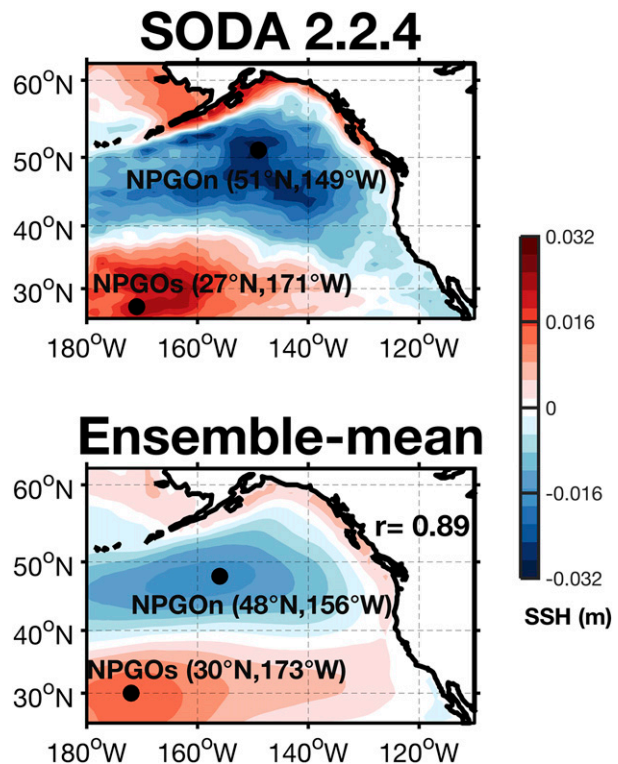 SODA 2.2.4
60°N
50°N
NPGOn (51°N,149°W)
40°N
NPGOs (27°N,171°W)
30°N
180°W 160°W 140°W 120°W
0.032
0.016
0
-0.016
-0.032
SSH (m)
Ensemble-mean
60°N
r= 0.89
50°N
NPGOn (48°N,156°W)
40°N
NPGOs (30°N,173°W)
30°N
180°W 160°W 140°W 120°W